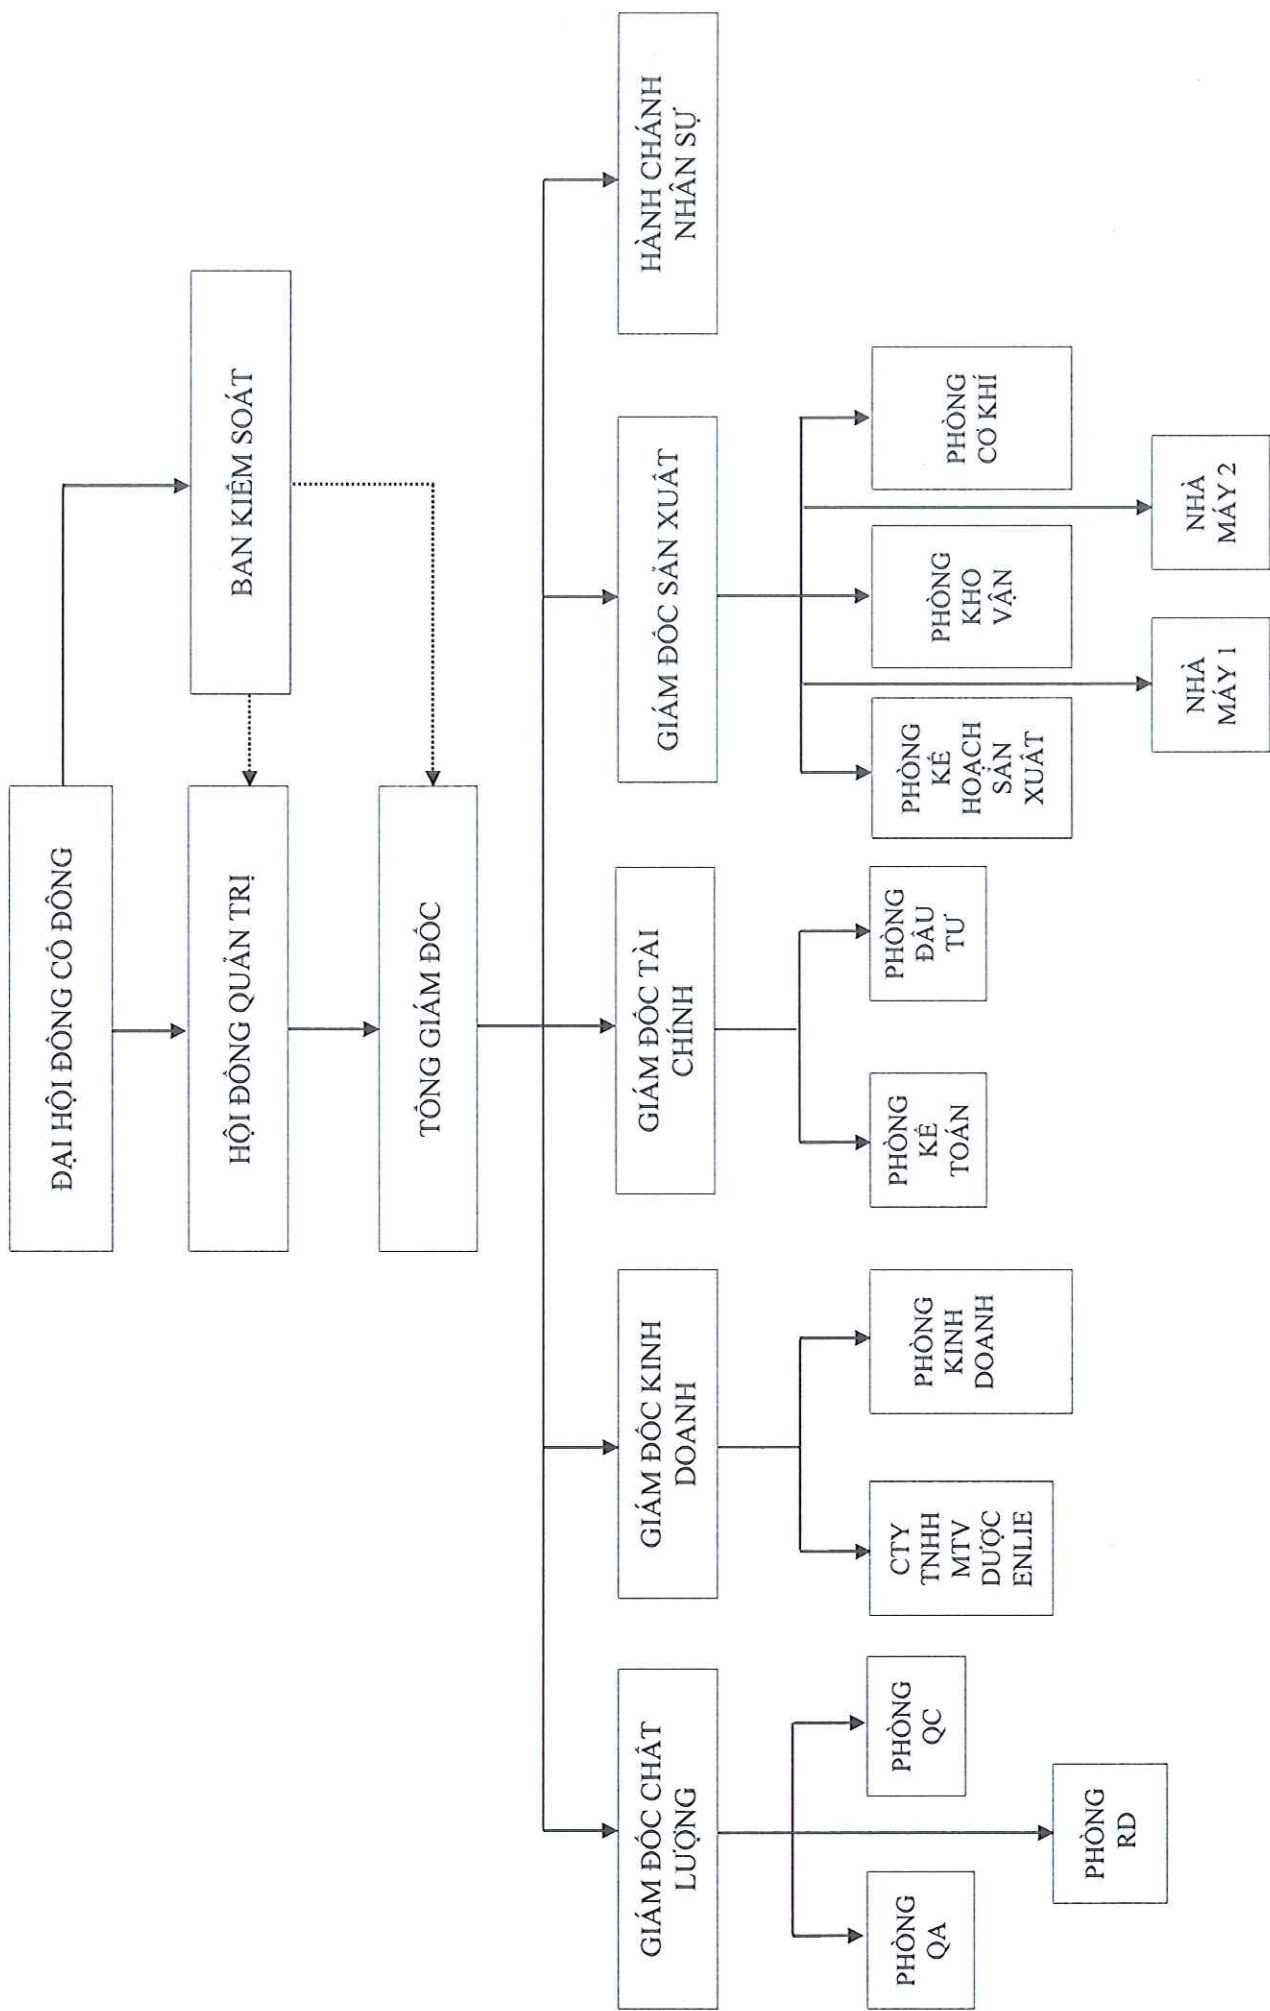 ĐẠI HỘI ĐỒNG CỔ ĐÔNG
BAN KIỂM SOÁT
HỘI ĐỒNG QUẢN TRỊ
TỔNG GIÁM ĐỐC
GIÁM ĐỐC CHẤT
LƯỢNG
GIÁM ĐỐC KINH
DOANH
GIÁM ĐỐC TÀI
CHÍNH
GIÁM ĐỐC SẢN XUẤT
HÀNH CHÁNH
NHÂN SỰ
PHÒNG
QA
PHÒNG
QC
CTY
TNHH
MTV
DƯỢC
ENLIE
PHÒNG
KINH
DOANH
PHÒNG
KẾ
TOÁN
PHÒNG
ĐẦU
TƯ
PHÒNG
KẾ
HOẠCH
SẢN
XUẤT
PHÒNG
KHO
VẬN
PHÒNG
CƠ KHÍ
PHÒNG
RD
NHÀ
MÁY 1
NHÀ
MÁY 2